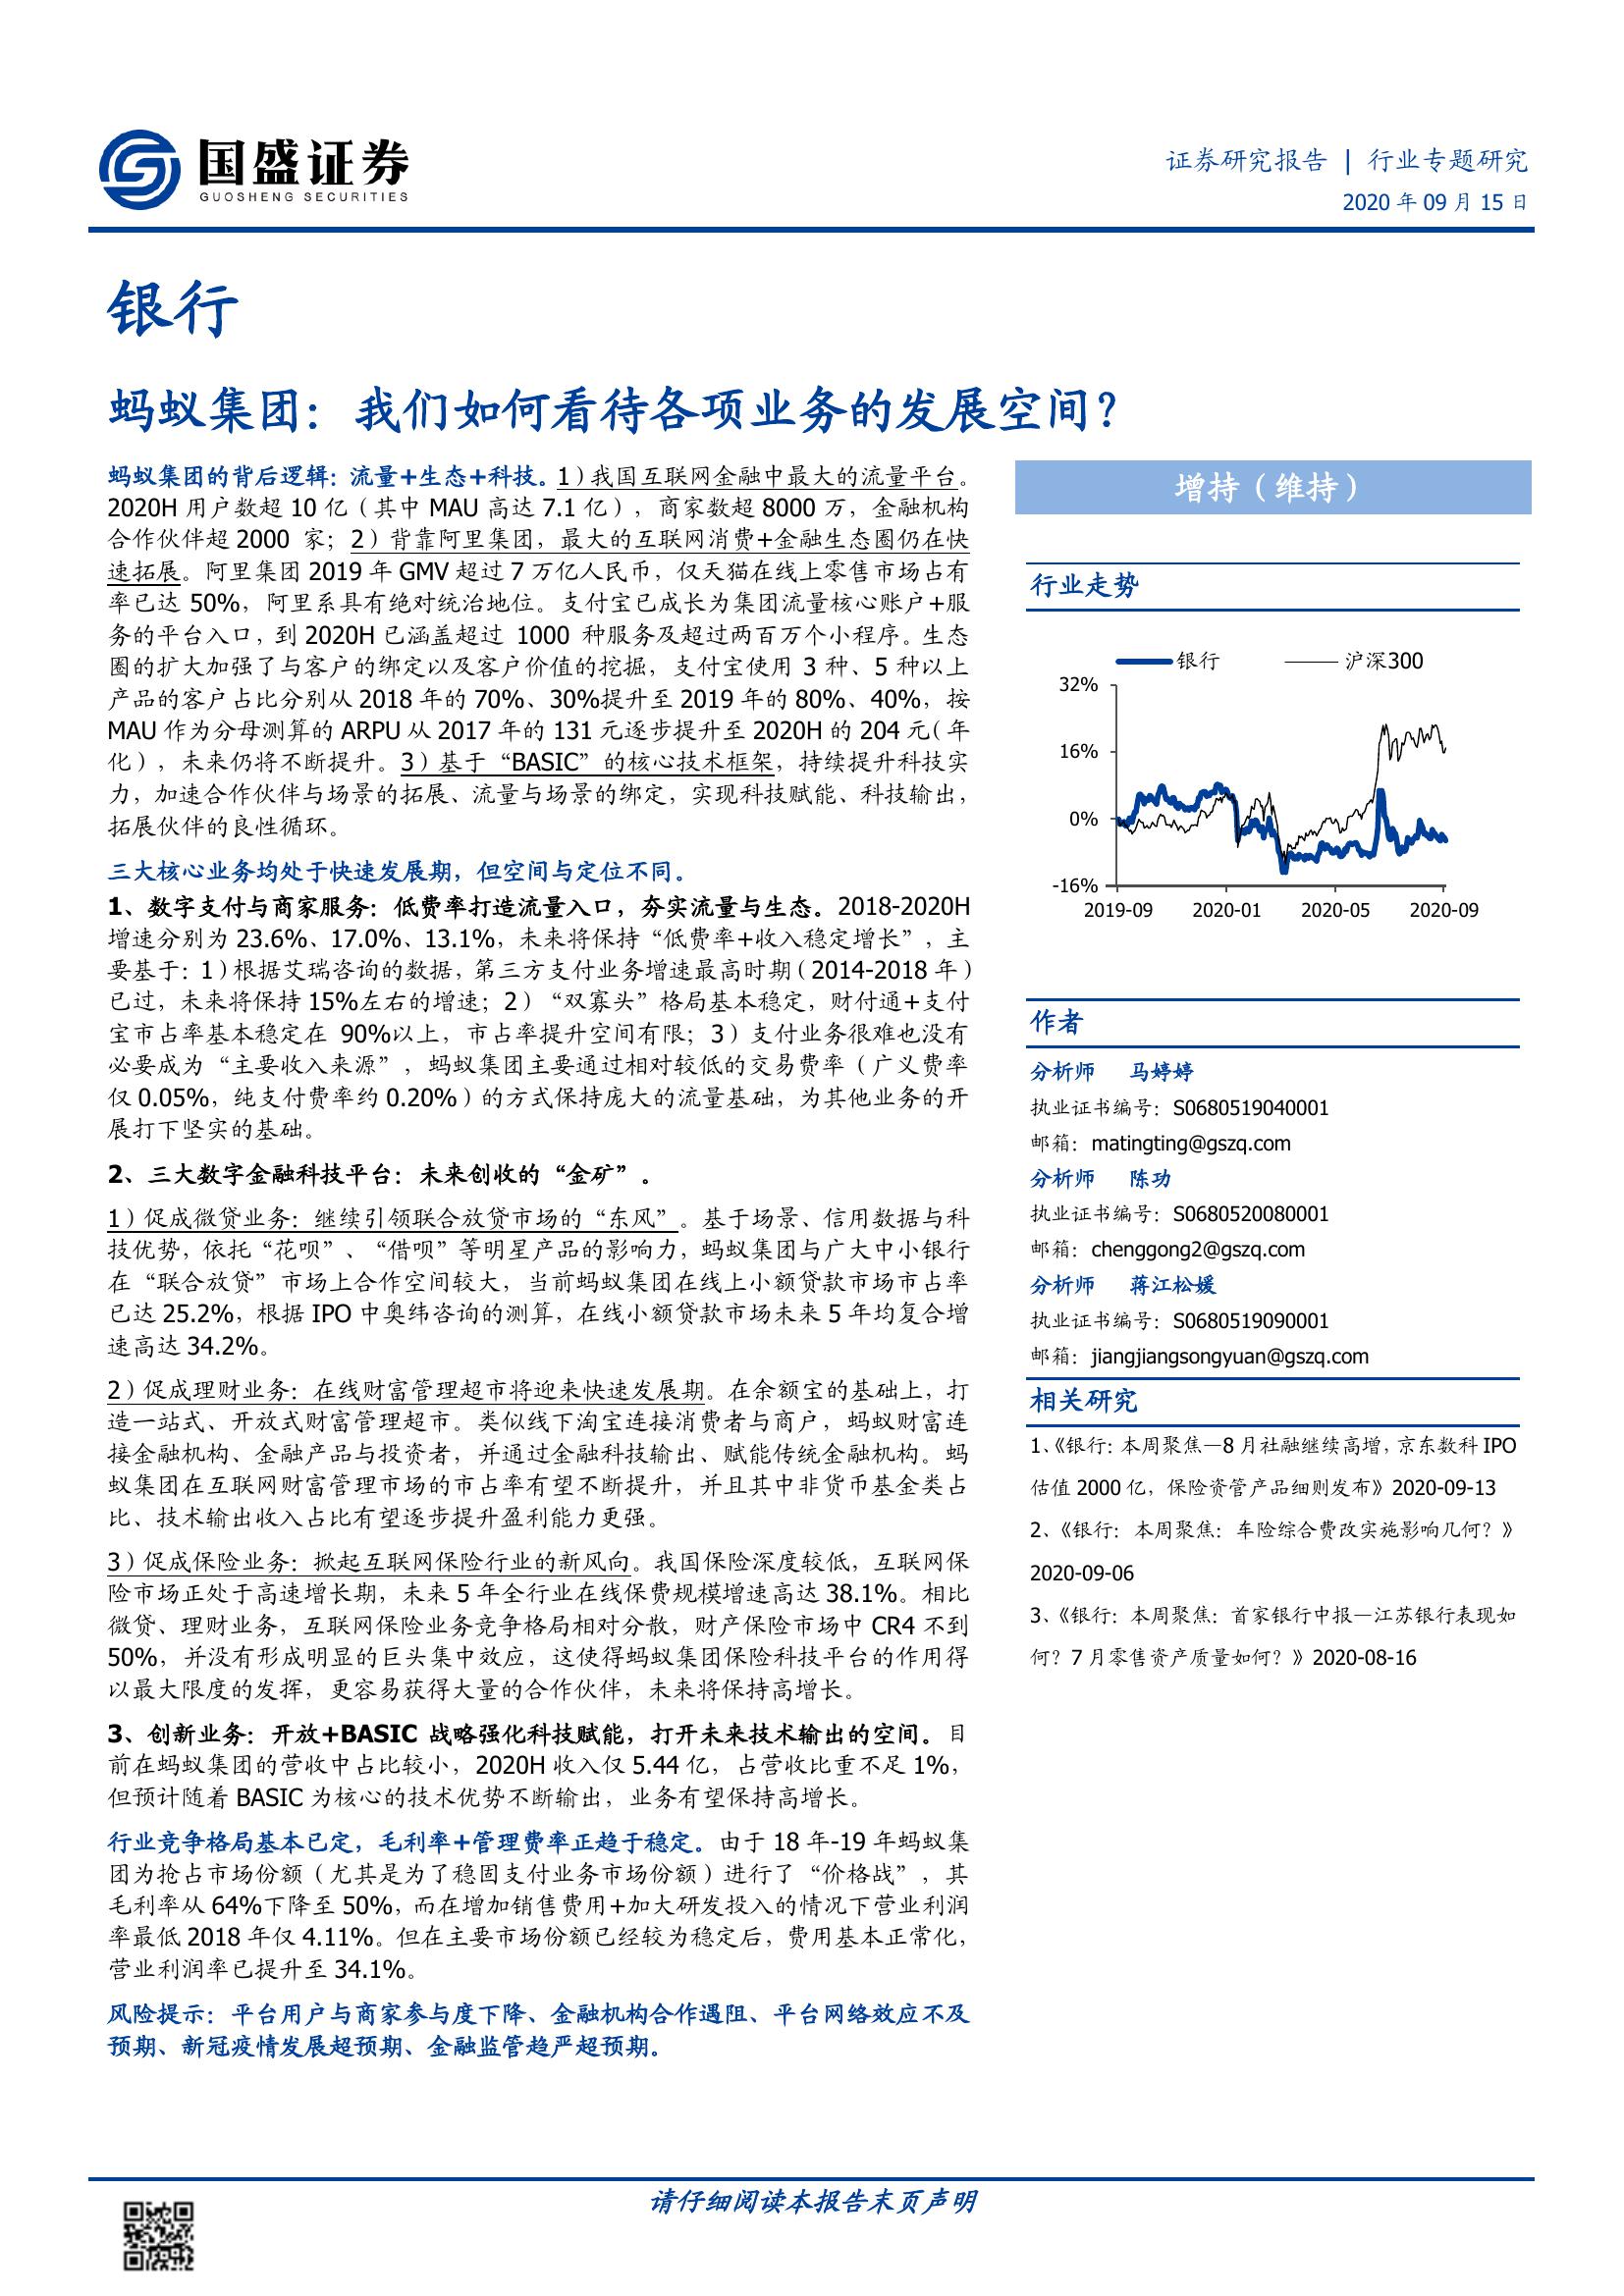 国盛证券
GUOSHENG SECURITIES
证券研究报告 | 行业专题研究
2020 年 09 月 15 日
银行
蚂蚁集团：我们如何看待各项业务的发展空间？
蚂蚁集团的背后逻辑：流量+生态+科技。1）我国互联网金融中最大的流量平台。
2020H 用户数超 10 亿（其中 MAU 高达 7.1 亿），商家数超 8000 万，金融机构
合作伙伴超 2000 家；2）背靠阿里集团，最大的互联网消费+金融生态圈仍在快
速拓展。阿里集团 2019 年 GMV 超过 7 万亿人民币，仅天猫在线上零售市场占有
率已达 50%，阿里系具有绝对统治地位。支付宝已成长为集团流量核心账户+服
务的平台入口，到 2020H 已涵盖超过 1000 种服务及超过两百万个小程序。生态
圈的扩大加强了与客户的绑定以及客户价值的挖掘，支付宝使用 3 种、5 种以上
产品的客户占比分别从 2018 年的 70%、30%提升至 2019 年的 80%、40%，按
MAU 作为分母测算的 ARPU 从 2017 年的 131 元逐步提升至 2020H 的 204 元（年
化），未来仍将不断提升。3）基于“BASIC”的核心技术框架，持续提升科技实
力，加速合作伙伴与场景的拓展、流量与场景的绑定，实现科技赋能、科技输出，
拓展伙伴的良性循环。
三大核心业务均处于快速发展期，但空间与定位不同。
1、数字支付与商家服务：低费率打造流量入口，夯实流量与生态。2018-2020H
增速分别为 23.6%、17.0%、13.1%，未来将保持“低费率+收入稳定增长”，主
要基于：1）根据艾瑞咨询的数据，第三方支付业务增速最高时期（2014-2018 年）
已过，未来将保持 15%左右的增速；2）“双寡头”格局基本稳定，财付通+支付
宝市占率基本稳定在 90%以上，市占率提升空间有限；3）支付业务很难也没有
必要成为“主要收入来源”，蚂蚁集团主要通过相对较低的交易费率（广义费率
仅 0.05%，纯支付费率约 0.20%）的方式保持庞大的流量基础，为其他业务的开
展打下坚实的基础。
2、三大数字金融科技平台：未来创收的“金矿”。
1）促成微贷业务：继续引领联合放贷市场的“东风”。基于场景、信用数据与科
技优势，依托“花呗”、“借呗”等明星产品的影响力，蚂蚁集团与广大中小银行
在“联合放贷”市场上合作空间较大，当前蚂蚁集团在线上小额贷款市场市占率
已达 25.2%，根据 IPO 中奥纬咨询的测算，在线小额贷款市场未来 5 年均复合增
速高达 34.2%。
2）促成理财业务：在线财富管理超市将迎来快速发展期。在余额宝的基础上，打
造一站式、开放式财富管理超市。类似线下淘宝连接消费者与商户，蚂蚁财富连
接金融机构、金融产品与投资者，并通过金融科技输出、赋能传统金融机构。蚂
蚁集团在互联网财富管理市场的市占率有望不断提升，并且其中非货币基金类占
比、技术输出收入占比有望逐步提升盈利能力更强。
3）促成保险业务：掀起互联网保险行业的新风向。我国保险深度较低，互联网保
险市场正处于高速增长期，未来 5 年全行业在线保费规模增速高达 38.1%。相比
微贷、理财业务，互联网保险业务竞争格局相对分散，财产保险市场中 CR4 不到
50%，并没有形成明显的巨头集中效应，这使得蚂蚁集团保险科技平台的作用得
以最大限度的发挥，更容易获得大量的合作伙伴，未来将保持高增长。
3、创新业务：开放+BASIC 战略强化科技赋能，打开未来技术输出的空间。目
前在蚂蚁集团的营收中占比较小，2020H 收入仅 5.44 亿，占营收比重不足 1%，
但预计随着 BASIC 为核心的技术优势不断输出，业务有望保持高增长。
行业竞争格局基本已定，毛利率+管理费率正趋于稳定。由于 18 年-19 年蚂蚁集
团为抢占市场份额（尤其是为了稳固支付业务市场份额）进行了“价格战”，其
毛利率从 64%下降至 50%，而在增加销售费用+加大研发投入的情况下营业利润
率最低 2018 年仅 4.11%。但在主要市场份额已经较为稳定后，费用基本正常化，
营业利润率已提升至 34.1%。
风险提示：平台用户与商家参与度下降、金融机构合作遇阻、平台网络效应不及
预期、新冠疫情发展超预期、金融监管趋严超预期。
增持（维持）
行业走势
银行 沪深300
32%
16%
0%
-16%
2019-09 2020-01 2020-05 2020-09
作者
分析师 马婷婷
执业证书编号：S0680519040001
邮箱：matingting@gszq.com
分析师 陈功
执业证书编号：S0680520080001
邮箱：chenggong2@gszq.com
分析师 蒋江松媛
执业证书编号：S0680519090001
邮箱：jiangjiangsongyuan@gszq.com
相关研究
1、《银行：本周聚焦—8 月社融继续高增，京东数科 IPO
估值 2000 亿，保险资管产品细则发布》2020-09-13
2、《银行：本周聚焦：车险综合费改实施影响几何？》
2020-09-06
3、《银行：本周聚焦：首家银行中报—江苏银行表现如
何？7 月零售资产质量如何？》2020-08-16
请仔细阅读本报告末页声明